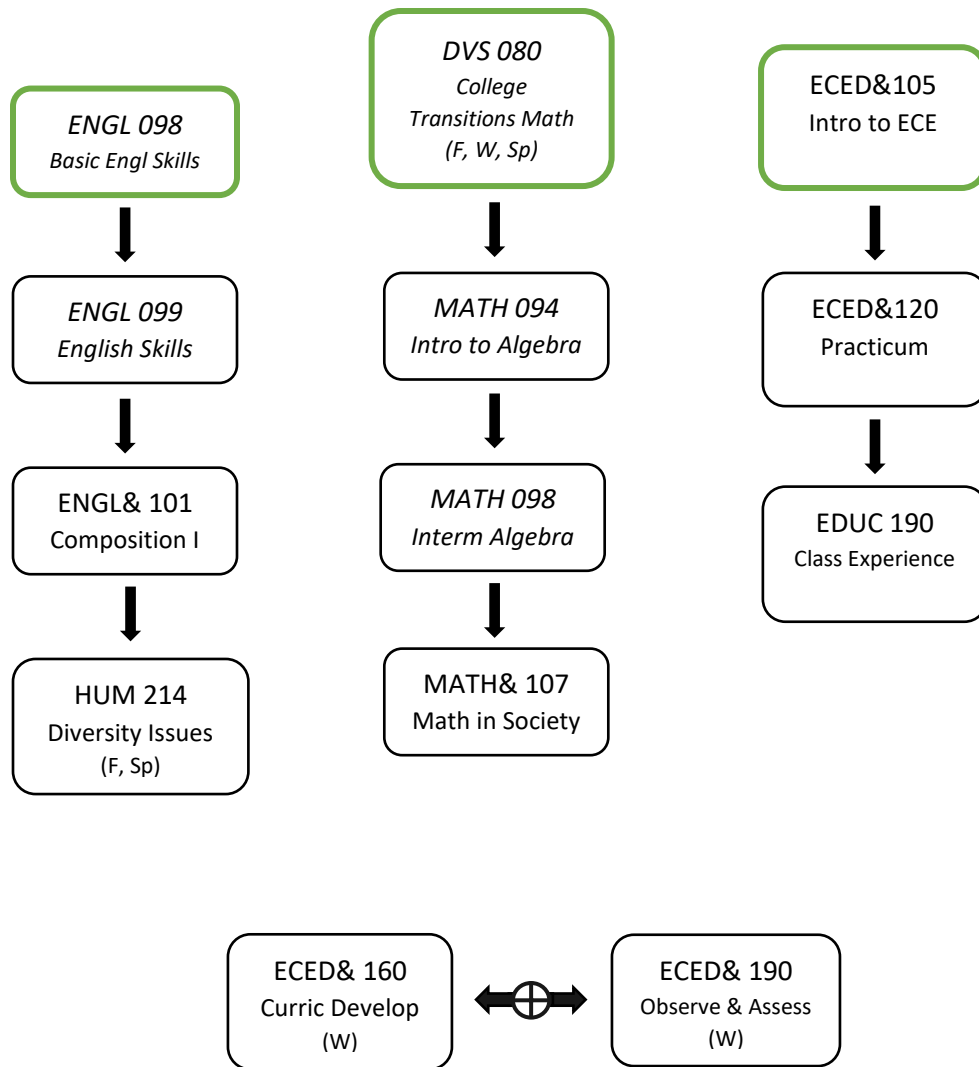 ENGL 098
Basic Engl Skills
ENGL 099
English Skills
ENGL& 101
Composition I
HUM 214
Diversity Issues
(F, Sp)
DVS 080
College
Transitions Math
(F, W, Sp)
MATH 094
Intro to Algebra
MATH 098
Interm Algebra
MATH& 107
Math in Society
ECED&105
Intro to ECE
ECED&120
Practicum
EDUC 190
Class Experience
ECED& 160
Curric Develop
(W)
ECED& 190
Observe & Assess
(W)